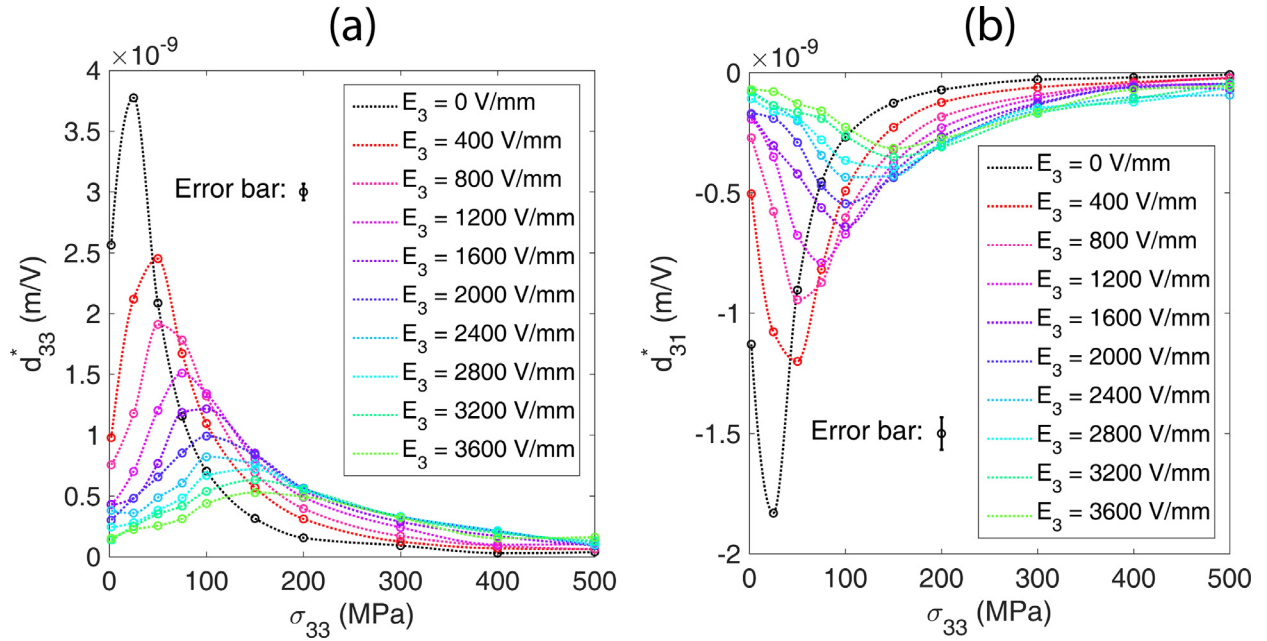 (a)
×10⁻⁹
4
3.5
3
2.5
2
1.5
1
0.5
0
d*₃₃ (m/V)
0 100 200 300 400 500
σ₃₃ (MPa)
Error bar:
E₃ = 0 V/mm
E₃ = 400 V/mm
E₃ = 800 V/mm
E₃ = 1200 V/mm
E₃ = 1600 V/mm
E₃ = 2000 V/mm
E₃ = 2400 V/mm
E₃ = 2800 V/mm
E₃ = 3200 V/mm
E₃ = 3600 V/mm
(b)
×10⁻⁹
0
-0.5
-1
-1.5
-2
d*₃₁ (m/V)
0 100 200 300 400 500
σ₃₃ (MPa)
Error bar:
E₃ = 0 V/mm
E₃ = 400 V/mm
E₃ = 800 V/mm
E₃ = 1200 V/mm
E₃ = 1600 V/mm
E₃ = 2000 V/mm
E₃ = 2400 V/mm
E₃ = 2800 V/mm
E₃ = 3200 V/mm
E₃ = 3600 V/mm